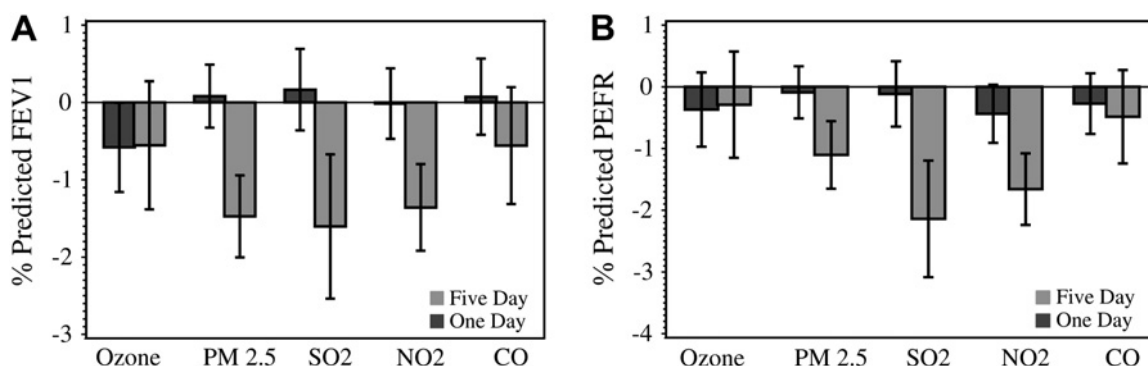 A
% Predicted FEV1
1
0
-1
-2
-3
Five Day
One Day
Ozone PM 2.5 SO2 NO2 CO
B
% Predicted PEFR
1
0
-1
-2
-3
-4
Five Day
One Day
Ozone PM 2.5 SO2 NO2 CO